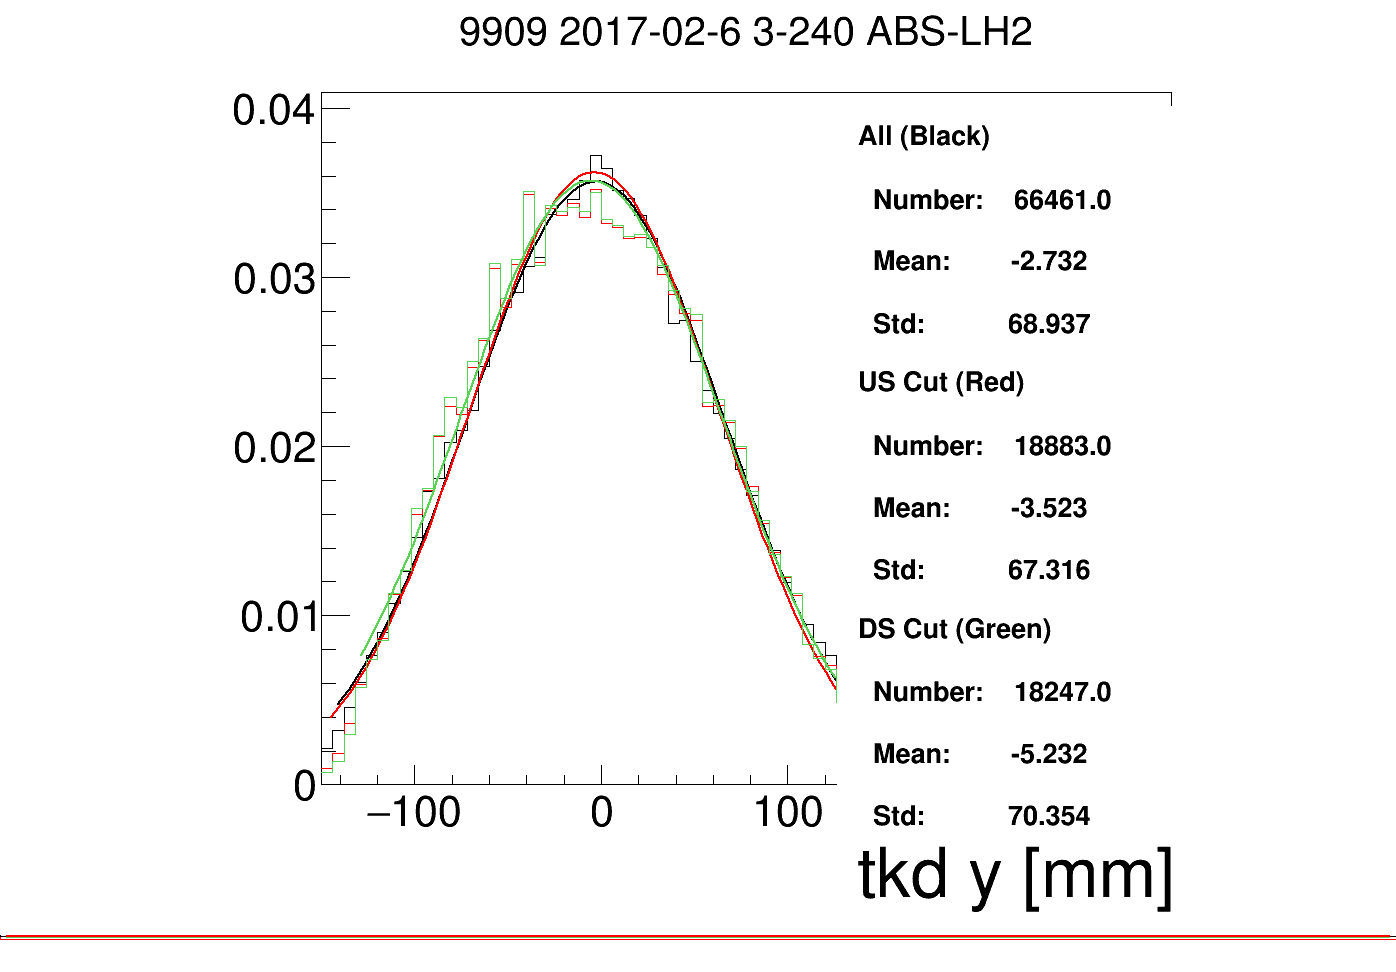 9909 2017-02-6 3-240 ABS-LH2
0.04
0.03
0.02
0.01
0
−100 0 100
All (Black)
Number: 66461.0
Mean: -2.732
Std: 68.937
US Cut (Red)
Number: 18883.0
Mean: -3.523
Std: 67.316
DS Cut (Green)
Number: 18247.0
Mean: -5.232
Std: 70.354
tkd y [mm]